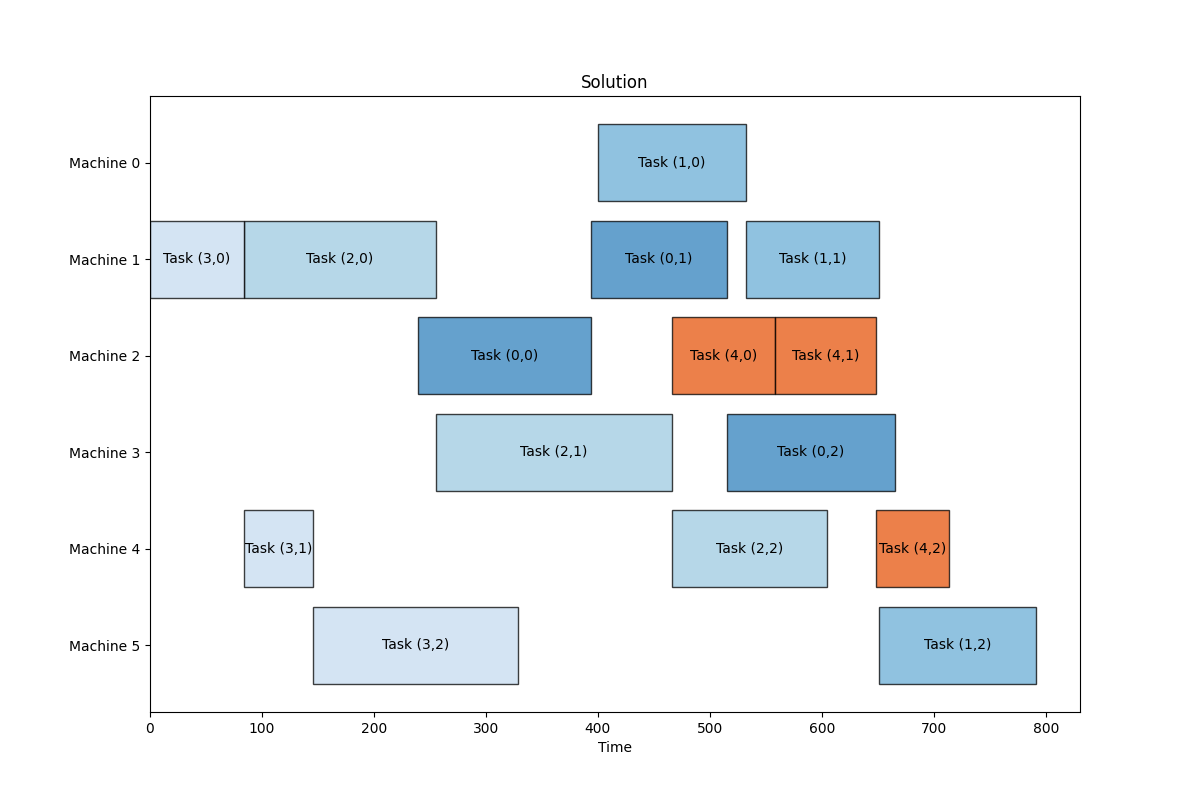 Solution
Machine 0
Task (1,0)
Machine 1
Task (3,0)
Task (2,0)
Task (0,1)
Task (1,1)
Machine 2
Task (0,0)
Task (4,0)
Task (4,1)
Machine 3
Task (2,1)
Task (0,2)
Machine 4
Task (3,1)
Task (2,2)
Task (4,2)
Machine 5
Task (3,2)
Task (1,2)
0 100 200 300 400 500 600 700 800
Time